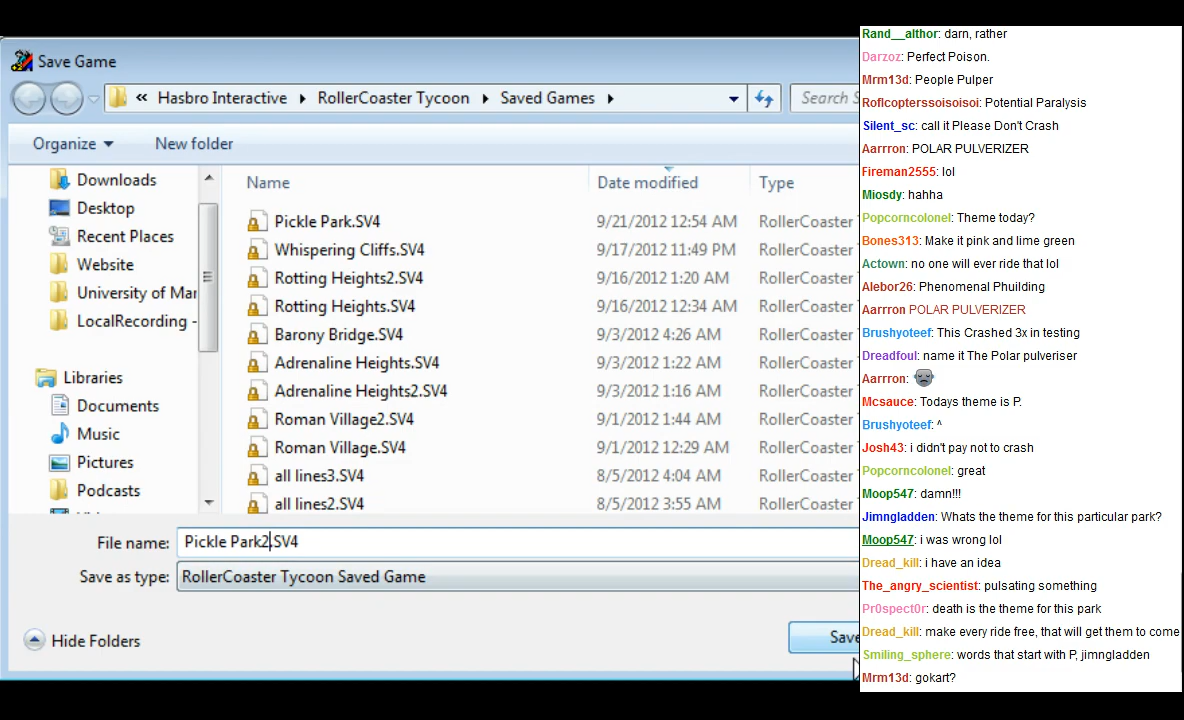 Save Game
« Hasbro Interactive RollerCoaster Tycoon Saved Games Search
Organize New folder
Name Date modified Type
Downloads
Desktop
Recent Places
Website
University of Mar
LocalRecording -
Libraries
Documents
Music
Pictures
Podcasts
Pickle Park.SV4 9/21/2012 12:54 AM RollerCoaster
Whispering Cliffs.SV4 9/17/2012 11:49 PM RollerCoaster
Rotting Heights2.SV4 9/16/2012 1:20 AM RollerCoaster
Rotting Heights.SV4 9/16/2012 12:34 AM RollerCoaster
Barony Bridge.SV4 9/3/2012 4:26 AM RollerCoaster
Adrenaline Heights.SV4 9/3/2012 1:22 AM RollerCoaster
Adrenaline Heights2.SV4 9/3/2012 1:16 AM RollerCoaster
Roman Village2.SV4 9/1/2012 1:44 AM RollerCoaster
Roman Village.SV4 9/1/2012 12:29 AM RollerCoaster
all lines3.SV4 8/5/2012 4:04 AM RollerCoaster
all lines2.SV4 8/5/2012 3:55 AM RollerCoaster
File name: Pickle Park2.SV4
Save as type: RollerCoaster Tycoon Saved Game
Hide Folders
Save
Rand__althor: darn, rather
Darzoz: Perfect Poison.
Mrm13d: People Pulper
Roflcopterssoisoisoi: Potential Paralysis
Silent_sc: call it Please Don't Crash
Aarrron: POLAR PULVERIZER
Fireman2555: lol
Miosdy: hahha
Popcorncolonel: Theme today?
Bones313: Make it pink and lime green
Actown: no one will ever ride that lol
Alebor26: Phenomenal Phuilding
Aarrron POLAR PULVERIZER
Brushyoteef: This Crashed 3x in testing
Dreadfoul: name it The Polar pulveriser
Aarrron:
Mcsauce: Todays theme is P.
Brushyoteef: ^
Josh43: i didn't pay not to crash
Popcorncolonel: great
Moop547: damn!!!
Jimngladden: Whats the theme for this particular park?
Moop547: i was wrong lol
Dread_kill: i have an idea
The_angry_scientist: pulsating something
Pr0spect0r: death is the theme for this park
Dread_kill: make every ride free, that will get them to come
Smiling_sphere: words that start with P, jimngladden
Mrm13d: gokart?